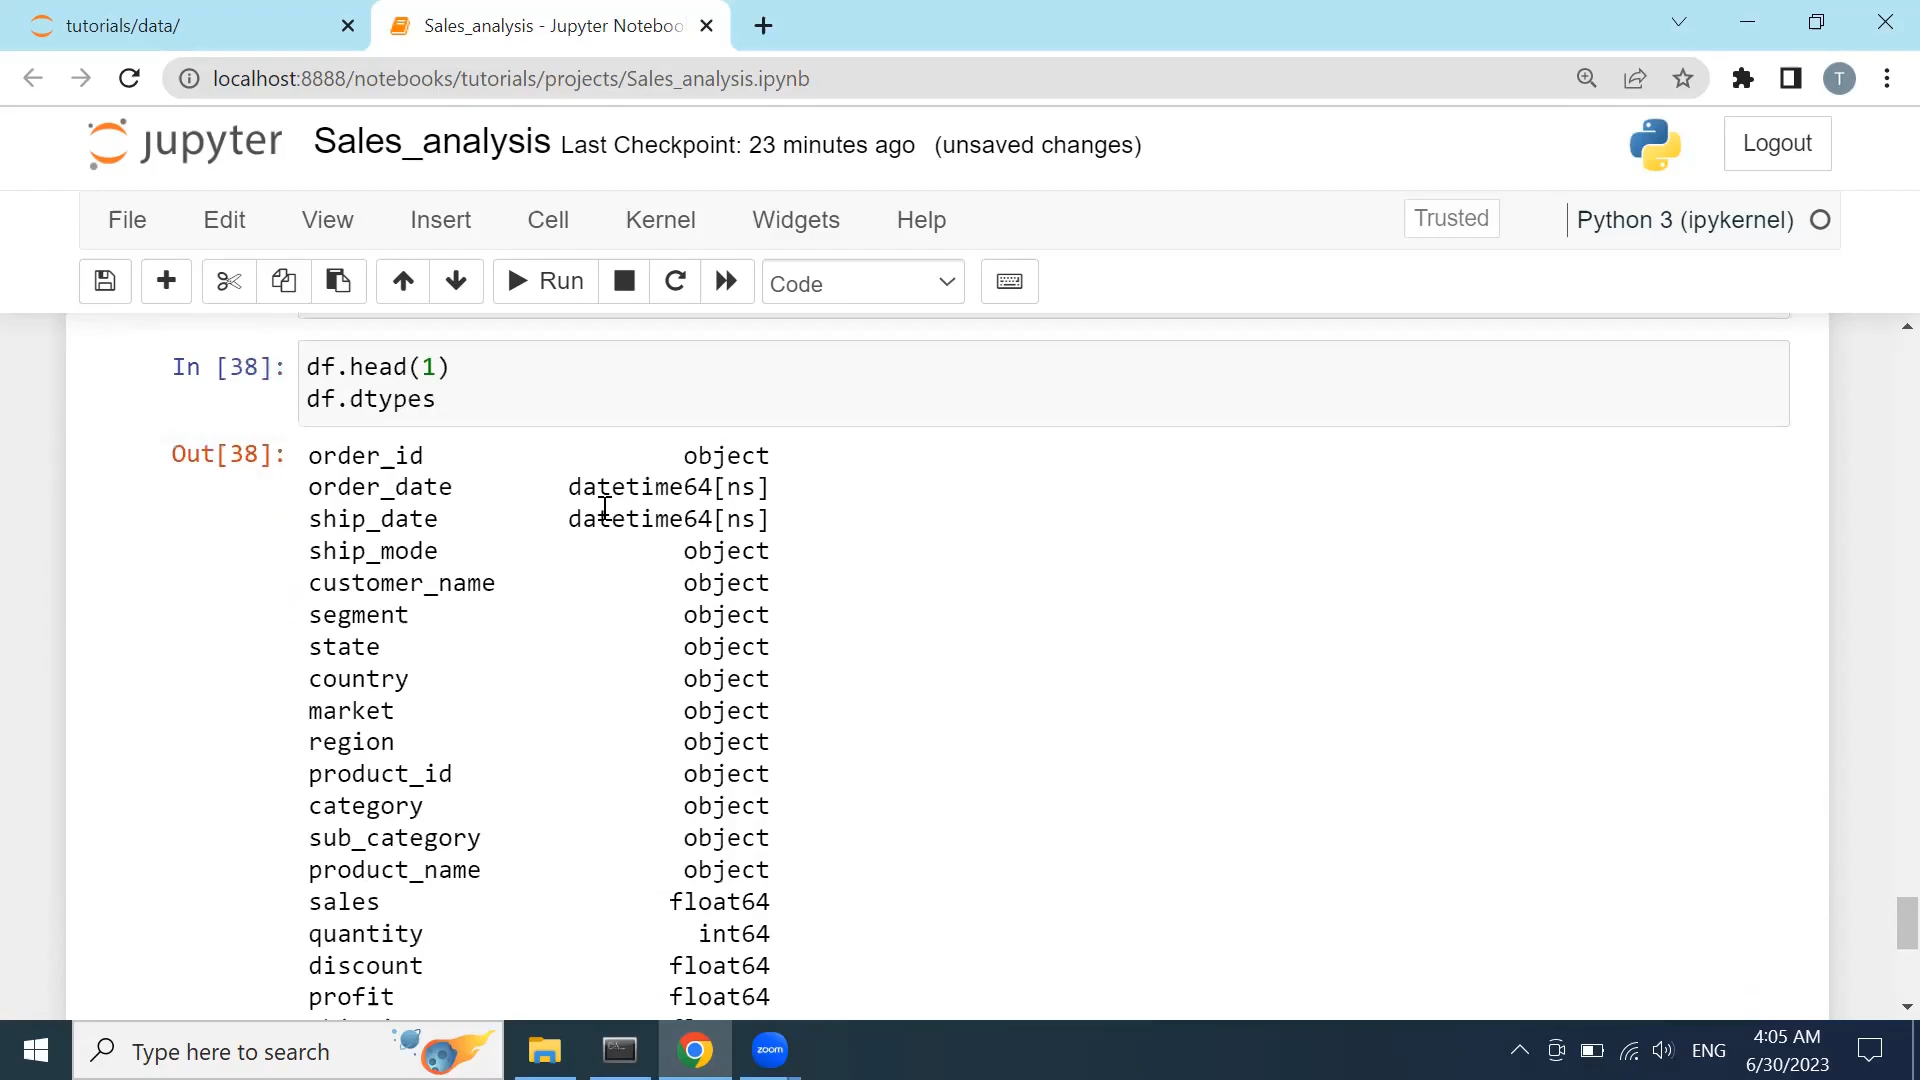 tutorials/data/
Sales_analysis - Jupyter Noteboo
localhost:8888/notebooks/tutorials/projects/Sales_analysis.ipynb
T
jupyter Sales_analysis Last Checkpoint: 23 minutes ago (unsaved changes)
Logout
File Edit View Insert Cell Kernel Widgets Help
Trusted
Python 3 (ipykernel)
Run
Code
In [38]: df.head(1)
df.dtypes
Out[38]: order_id object
order_date datetime64[ns]
ship_date datetime64[ns]
ship_mode object
customer_name object
segment object
state object
country object
market object
region object
product_id object
category object
sub_category object
product_name object
sales float64
quantity int64
discount float64
profit float64
Type here to search
zoom
ENG
4:05 AM
6/30/2023